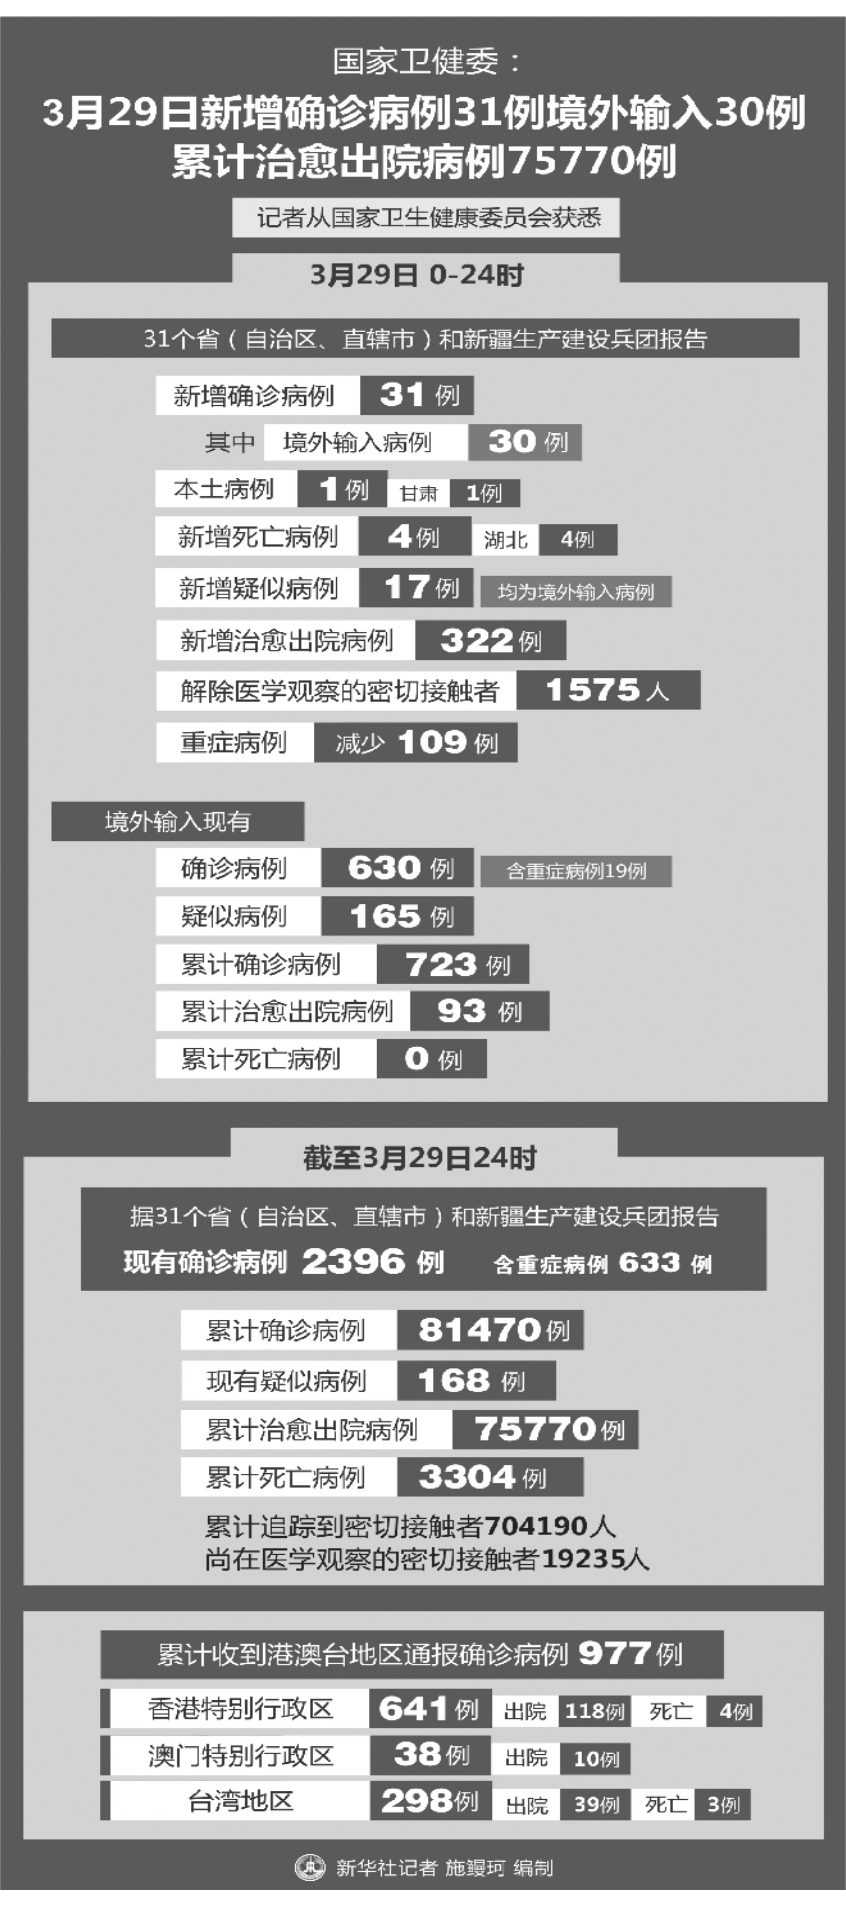 国家卫健委：
3月29日新增确诊病例31例境外输入30例
累计治愈出院病例75770例
记者从国家卫生健康委员会获悉
3月29日 0-24时
31个省（自治区、直辖市）和新疆生产建设兵团报告
新增确诊病例 31 例
其中 境外输入病例 30 例
本土病例 1 例 甘肃 1例
新增死亡病例 4 例 湖北 4例
新增疑似病例 17 例 均为境外输入病例
新增治愈出院病例 322 例
解除医学观察的密切接触者 1575 人
重症病例 减少 109 例
境外输入现有
确诊病例 630 例 含重症病例19例
疑似病例 165 例
累计确诊病例 723 例
累计治愈出院病例 93 例
累计死亡病例 0 例
截至3月29日24时
据31个省（自治区、直辖市）和新疆生产建设兵团报告
现有确诊病例 2396 例 含重症病例 633 例
累计确诊病例 81470 例
现有疑似病例 168 例
累计治愈出院病例 75770 例
累计死亡病例 3304 例
累计追踪到密切接触者704190人
尚在医学观察的密切接触者19235人
累计收到港澳台地区通报确诊病例 977 例
香港特别行政区 641 例 出院 118例 死亡 4例
澳门特别行政区 38 例 出院 10例
台湾地区 298 例 出院 39例 死亡 3例
新华社记者 施鳗珂 编制